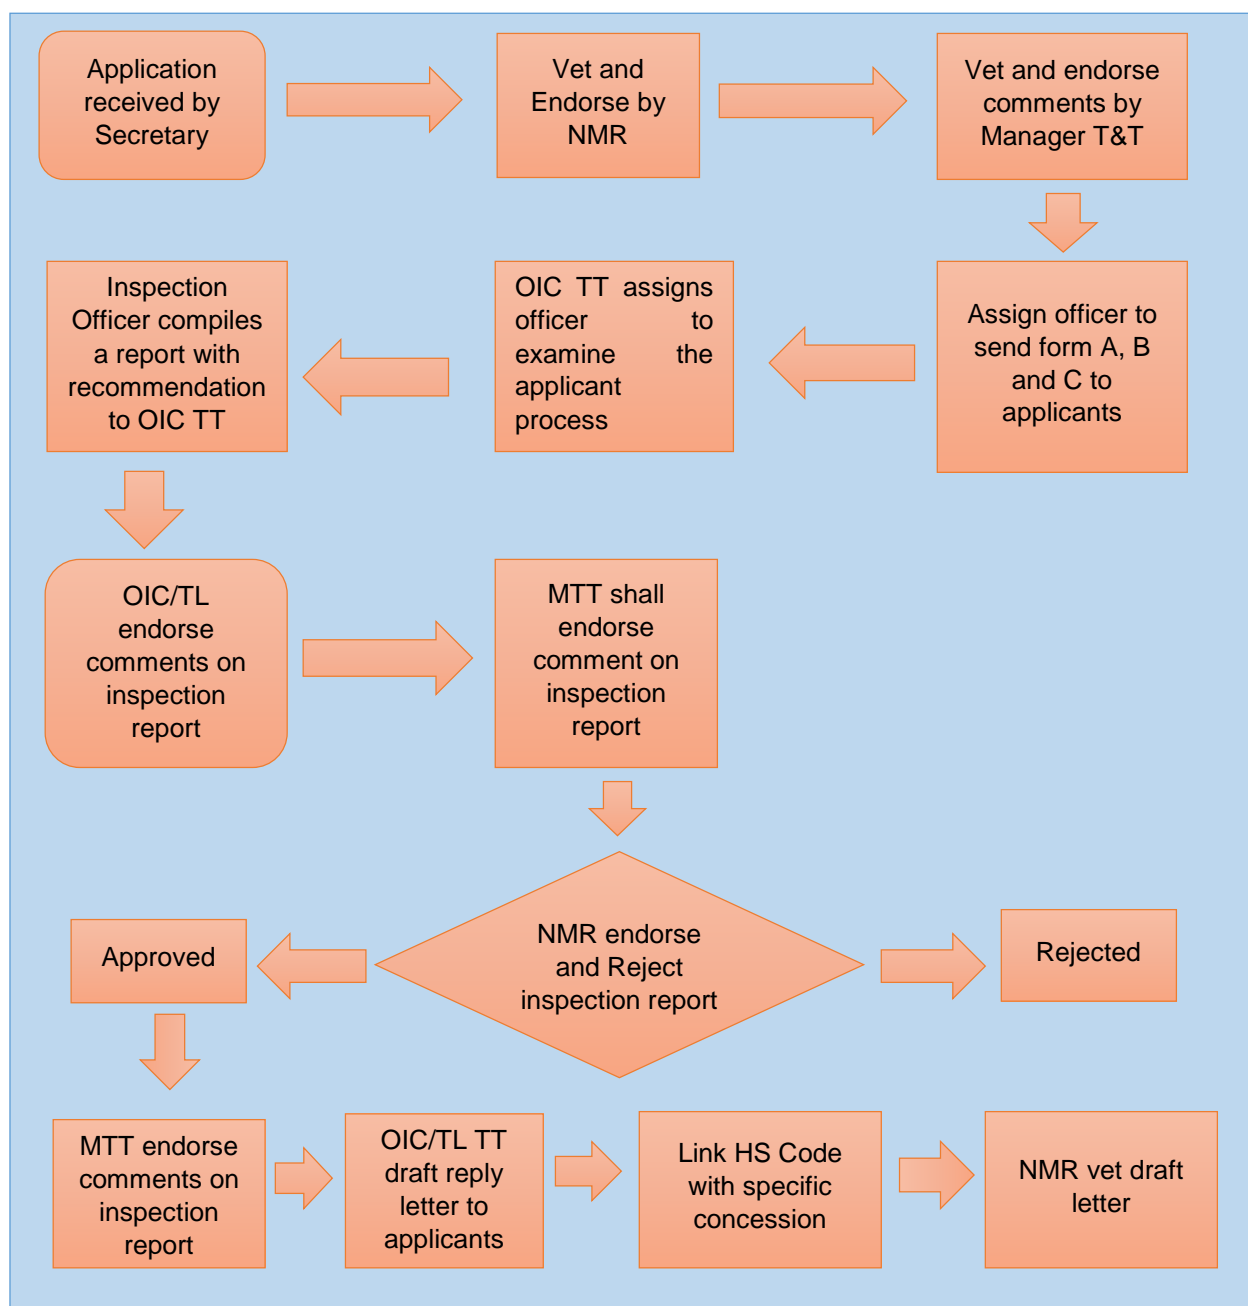 Application
received by
Secretary
Vet and
Endorse by
NMR
Vet and endorse
comments by
Manager T&T
Inspection
Officer compiles
a report with
recommendation
to OIC TT
OIC TT assigns
officer to
examine the
applicant
process
Assign officer to
send form A, B
and C to
applicants
OIC/TL
endorse
comments on
inspection
report
MTT shall
endorse
comment on
inspection
report
Approved
NMR endorse
and Reject
inspection report
Rejected
MTT endorse
comments on
inspection
report
OIC/TL TT
draft reply
letter to
applicants
Link HS Code
with specific
concession
NMR vet draft
letter